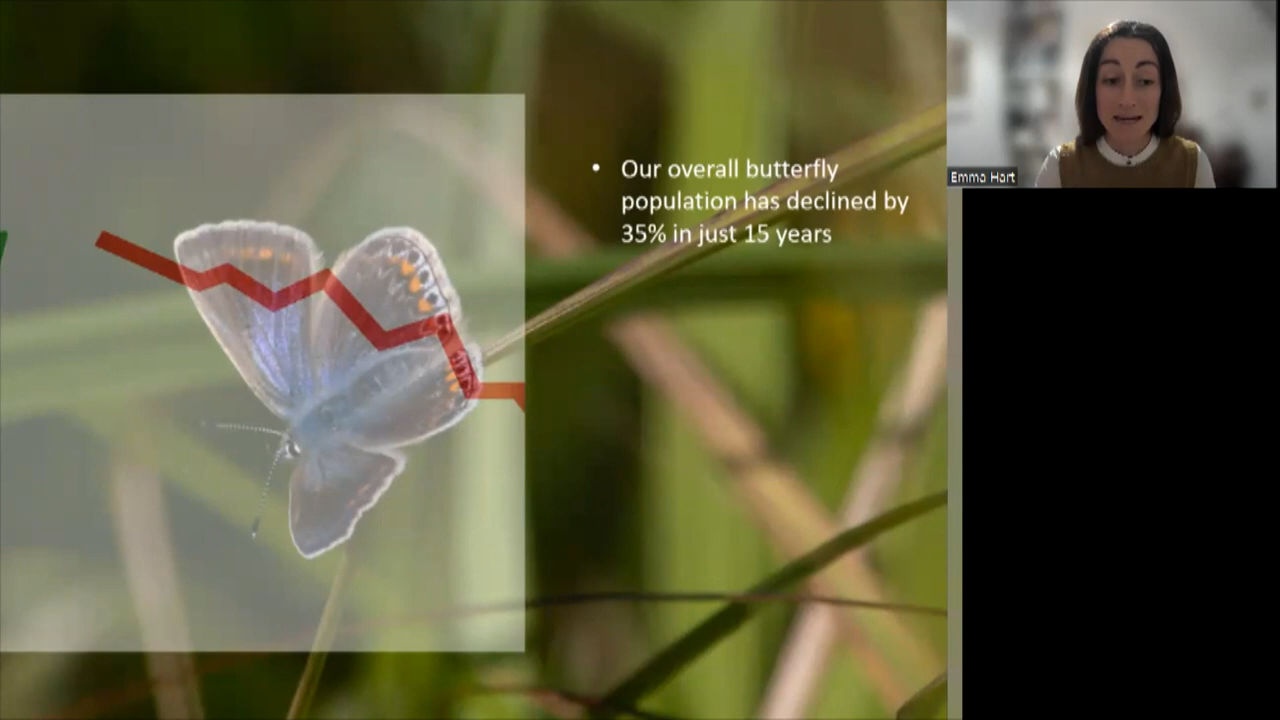 • Our overall butterfly
population has declined by
35% in just 15 years
Emma Hart